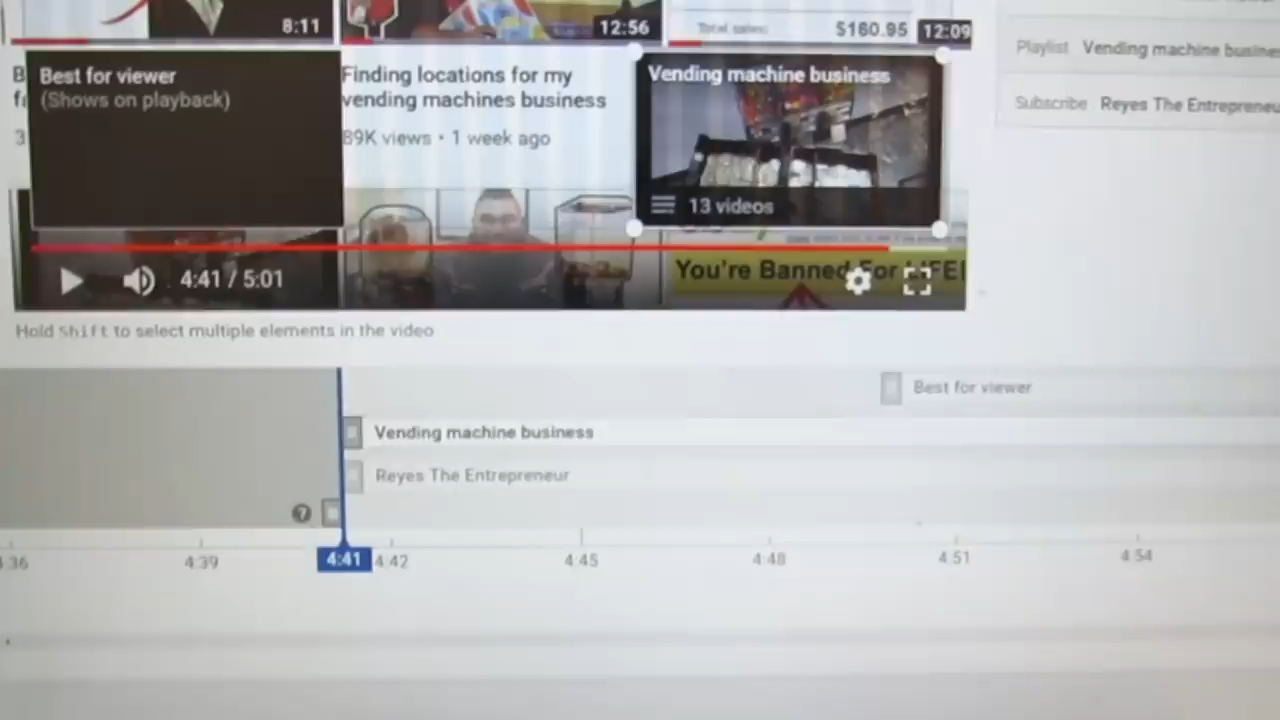 8:11
12:56
Total sales: $160.95
12:09
Playlist Vending machine busine
Best for viewer
(Shows on playback)
Finding locations for my
vending machines business
89K views • 1 week ago
Vending machine business
13 videos
Subscribe Reyes The Entrepreneu
4:41 / 5:01
You're Banned For LIFE!
Hold Shift to select multiple elements in the video
Best for viewer
Vending machine business
Reyes The Entrepreneur
?
4:36
4:39
4:41
4:42
4:45
4:48
4:51
4:54